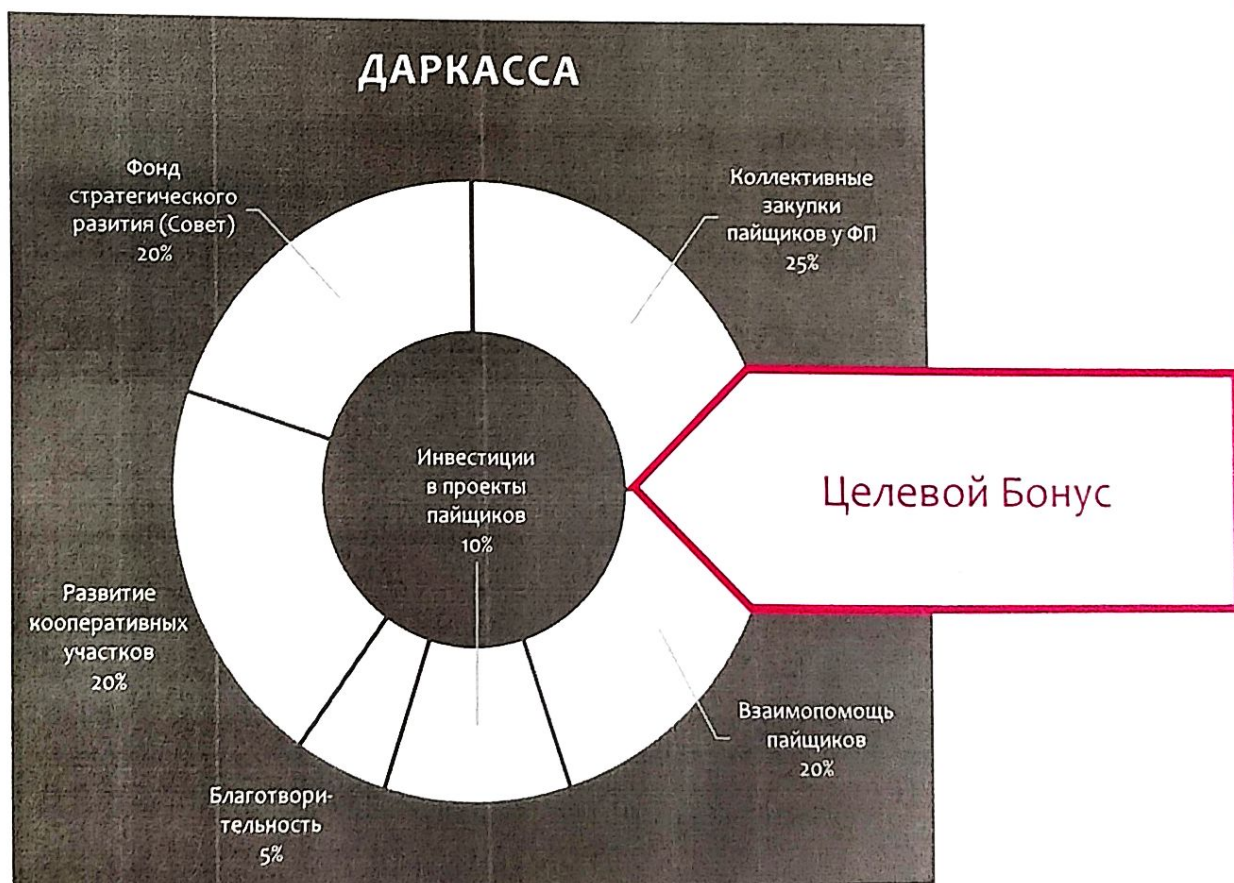 ДАРКАССА
Фонд
стратегического
разития (Совет)
20%
Коллективные
закупки
пайщиков у ФП
25%
Инвестиции
в проекты
пайщиков
10%
Целевой Бонус
Развитие
кооперативных
участков
20%
Взаимопомощь
пайщиков
20%
Благотвори-
тельность
5%